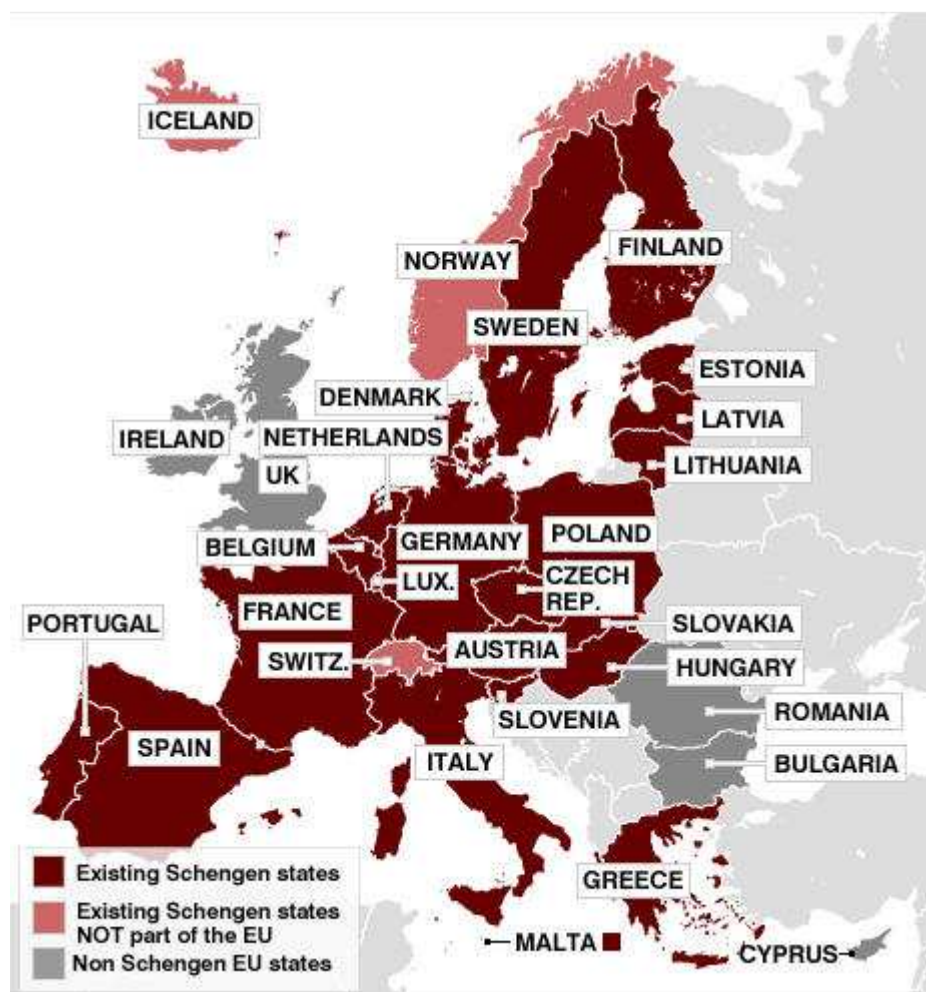 ICELAND
NORWAY
FINLAND
SWEDEN
ESTONIA
DENMARK
LATVIA
IRELAND
NETHERLANDS
LITHUANIA
UK
BELGIUM
GERMANY
POLAND
LUX.
CZECH
REP.
FRANCE
PORTUGAL
SLOVAKIA
SWITZ.
AUSTRIA
HUNGARY
SLOVENIA
ROMANIA
SPAIN
ITALY
BULGARIA
Existing Schengen states
Existing Schengen states
NOT part of the EU
Non Schengen EU states
GREECE
MALTA
CYPRUS